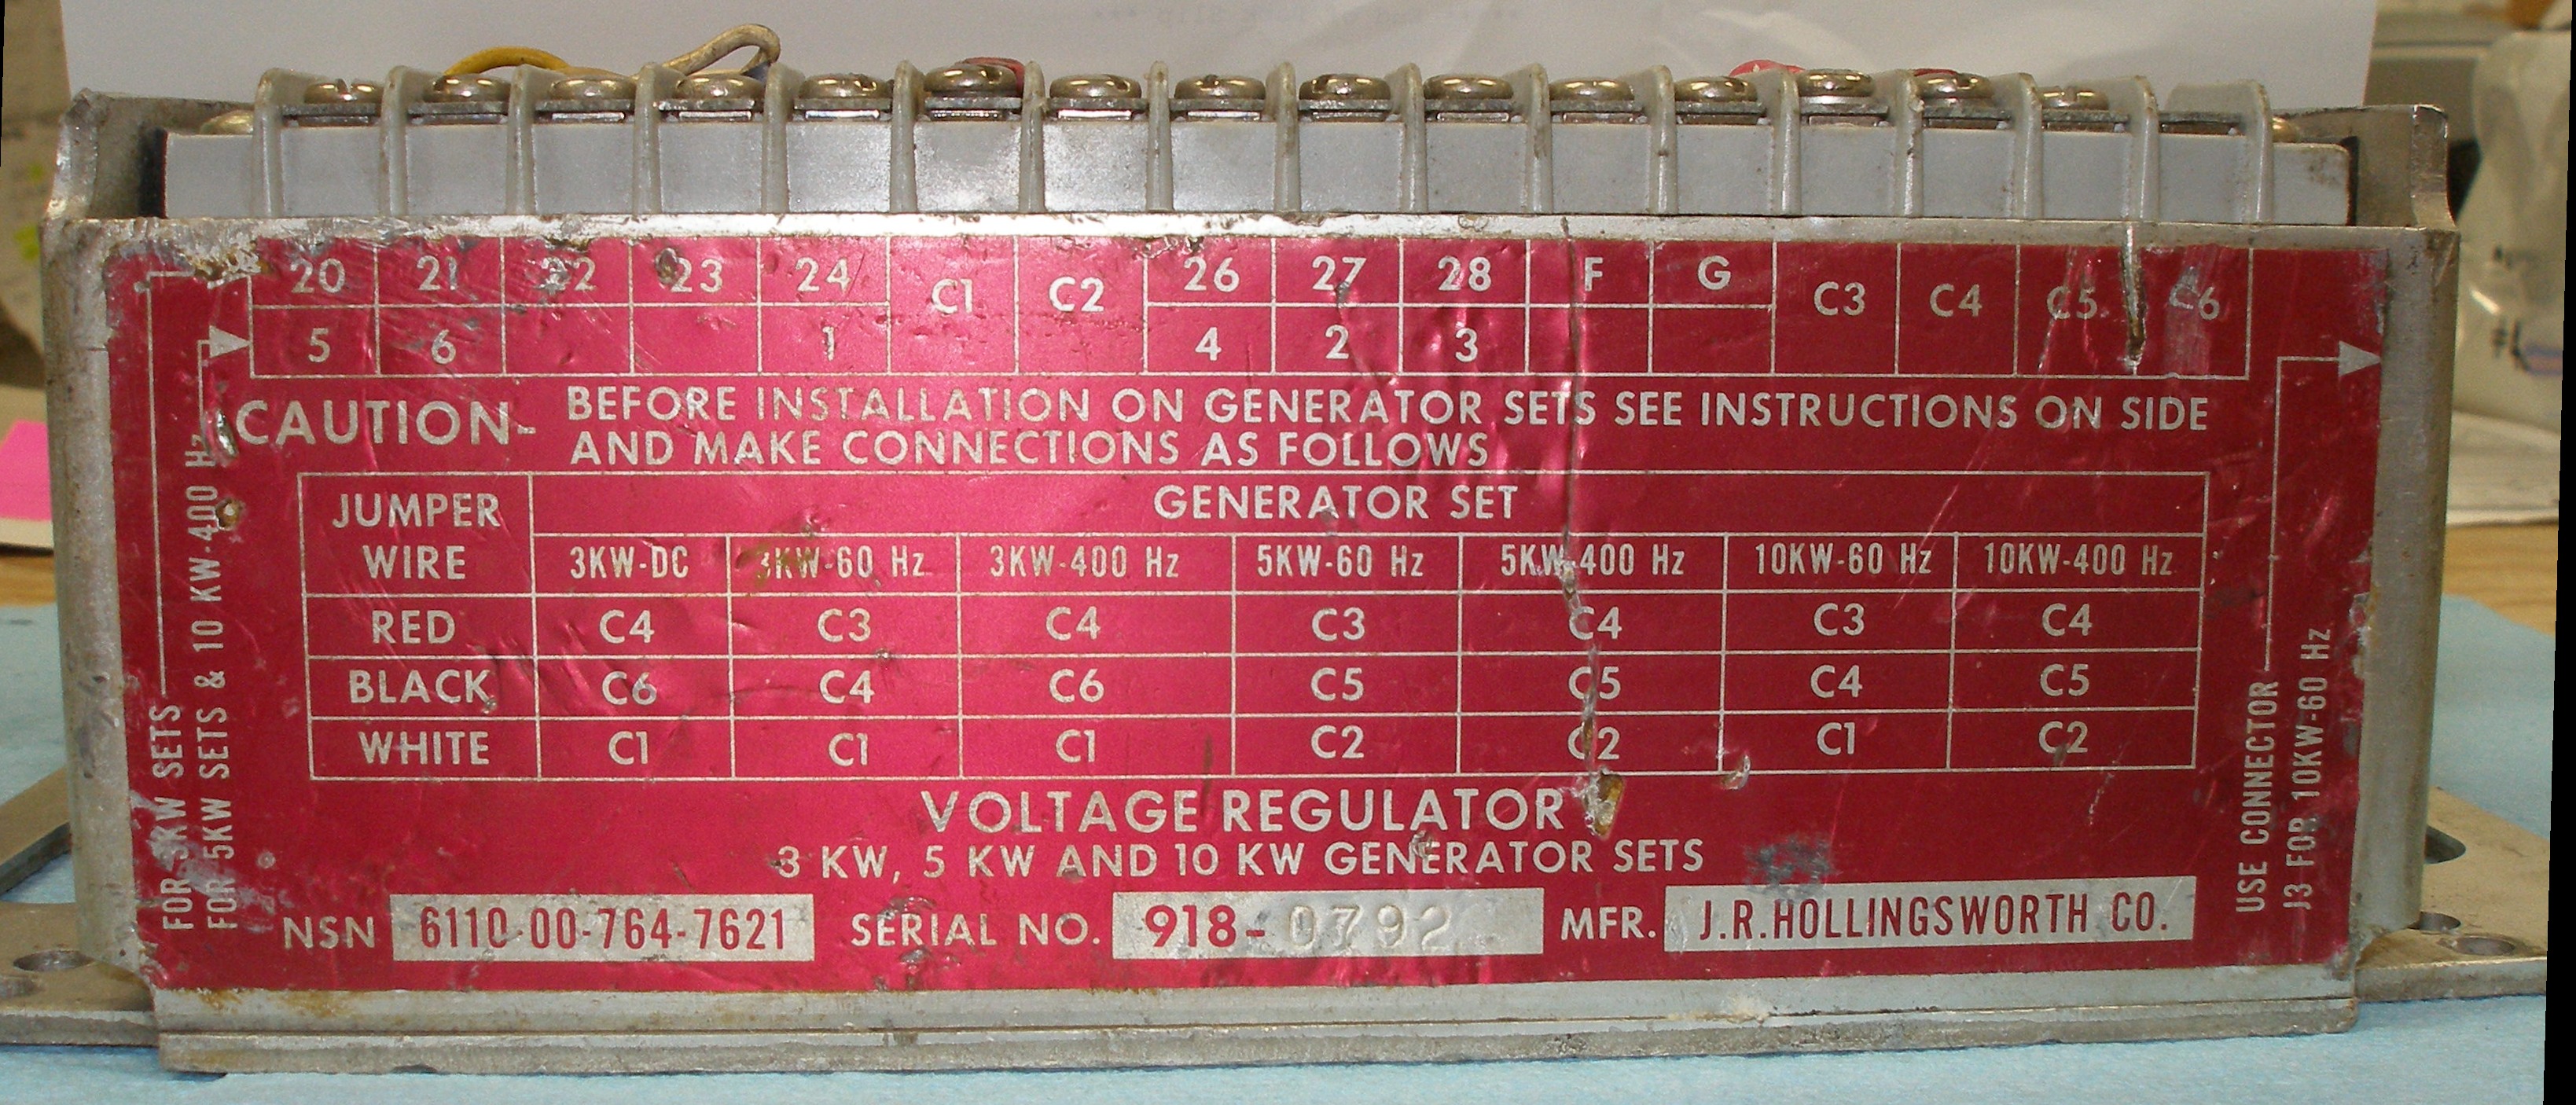 20 21 22 23 24 C1 C2 26 27 28 F G C3 C4 C5 C6
5 6 1 4 2 3
CAUTION- BEFORE INSTALLATION ON GENERATOR SETS SEE INSTRUCTIONS ON SIDE
AND MAKE CONNECTIONS AS FOLLOWS
JUMPER WIRE GENERATOR SET
3KW-DC 3KW-60 Hz 3KW-400 Hz 5KW-60 Hz 5KW-400 Hz 10KW-60 Hz 10KW-400 Hz
RED C4 C3 C4 C3 C4 C3 C4
BLACK C6 C4 C6 C5 C5 C4 C5
WHITE C1 C1 C1 C2 C2 C1 C2
VOLTAGE REGULATOR
3 KW, 5 KW AND 10 KW GENERATOR SETS
NSN 6110-00-764-7621 SERIAL NO. 918-0792 MFR. J.R.HOLLINGSWORTH CO.
FOR 3KW SETS
FOR 5KW SETS & 10 KW-400 Hz
USE CONNECTOR
J3 FOR 10KW-60 Hz